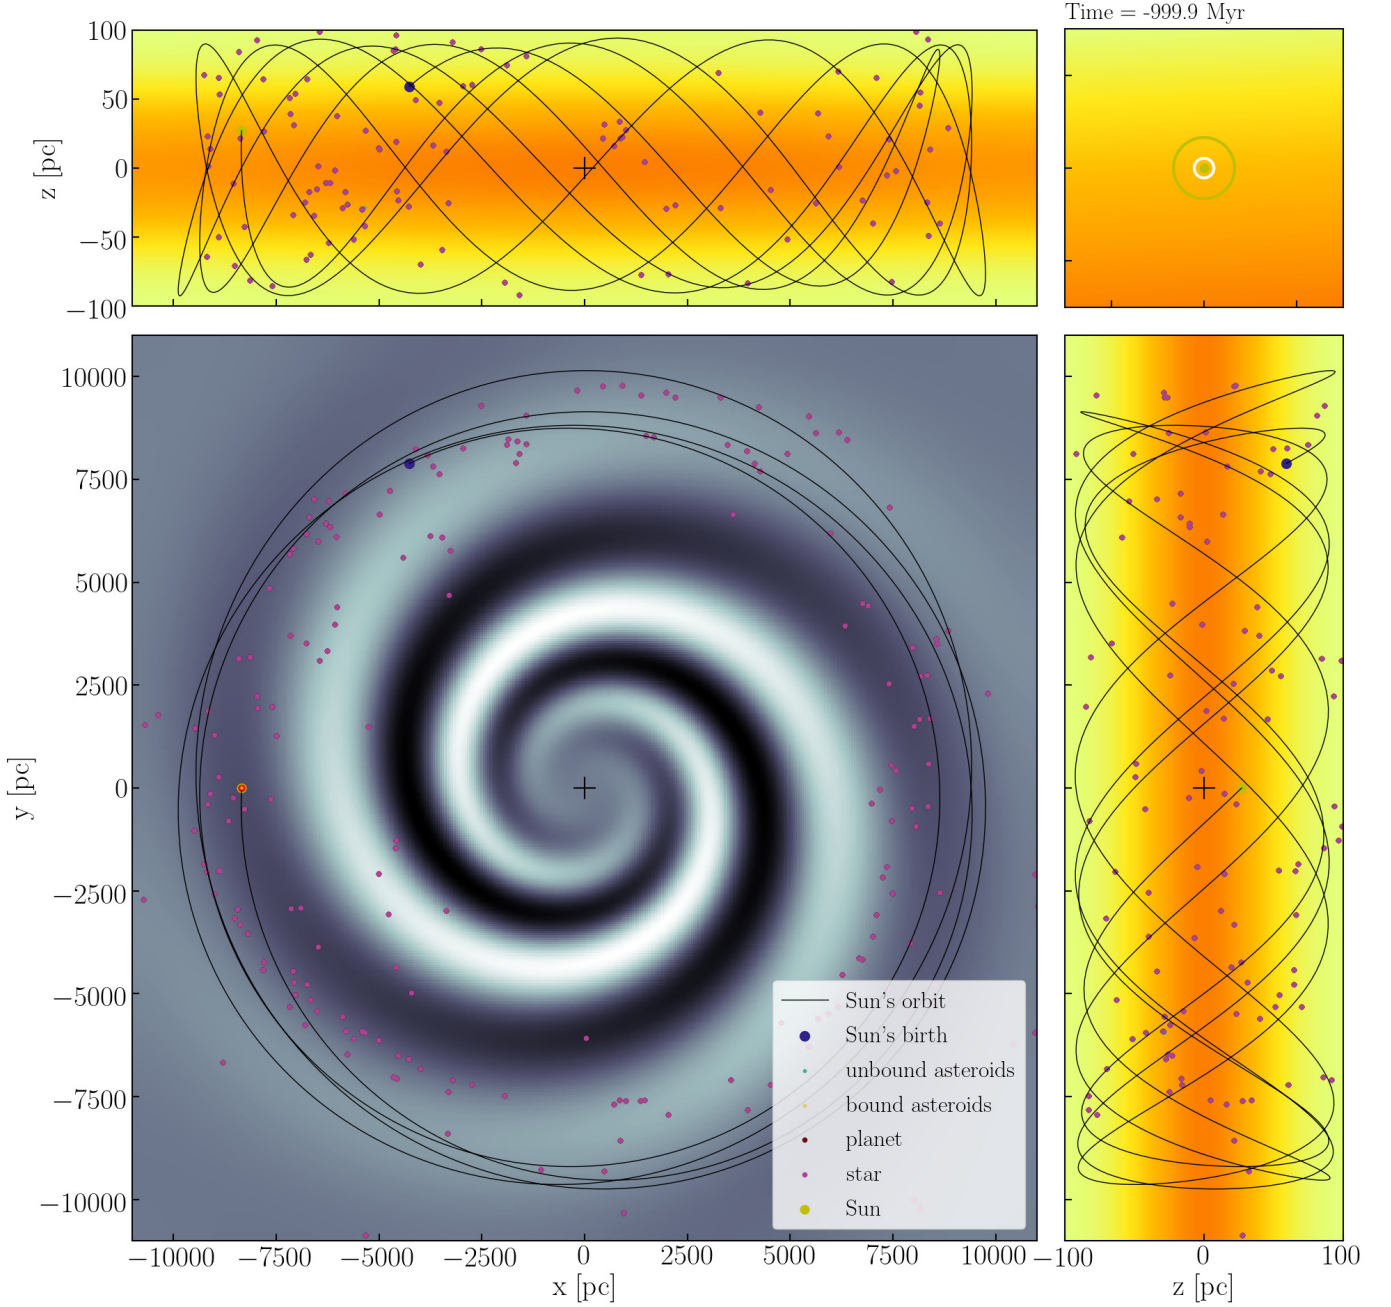 Time = -999.9 Myr
100
50
0
−50
−100
z [pc]
10000
7500
5000
2500
0
−2500
−5000
−7500
−10000
y [pc]
Sun's orbit
Sun's birth
unbound asteroids
bound asteroids
planet
star
Sun
−10000 −7500 −5000 −2500 0 2500 5000 7500 10000
x [pc]
−100 0 100
z [pc]